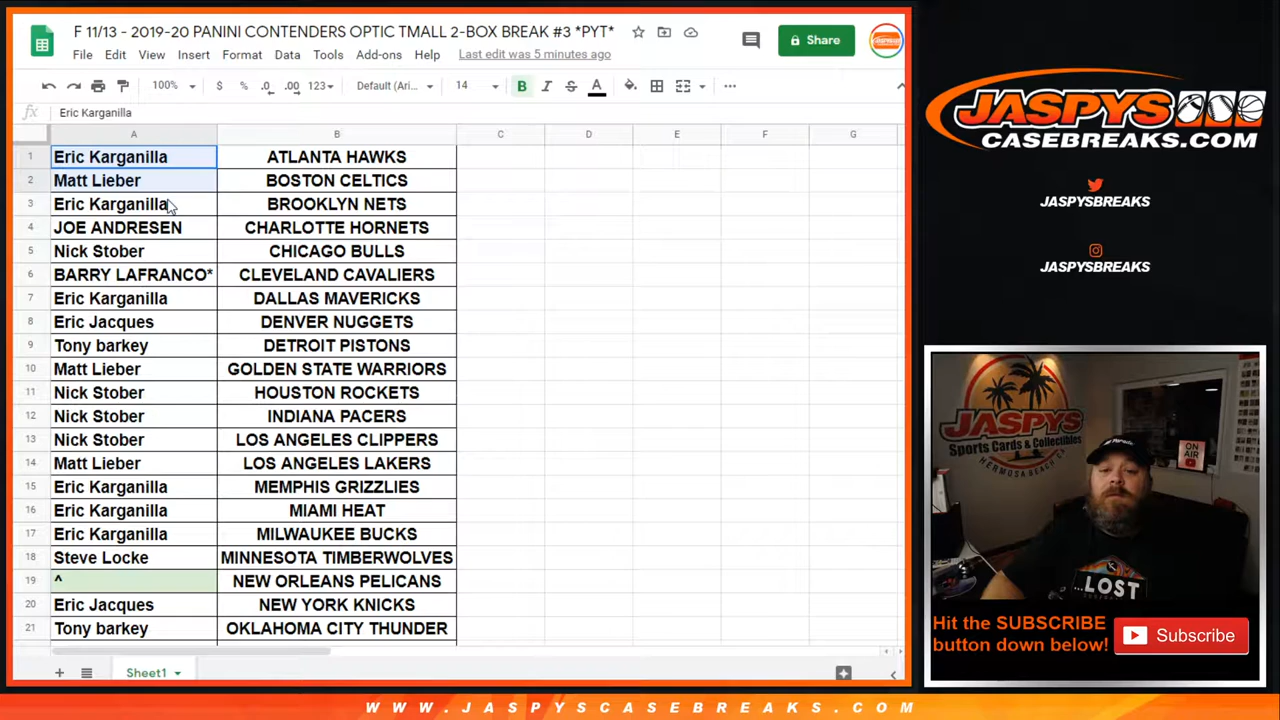 F 11/13 - 2019-20 PANINI CONTENDERS OPTIC TMALL 2-BOX BREAK #3 *PYT*
File Edit View Insert Format Data Tools Add-ons Help Last edit was 5 minutes ago
Share
100% $ % .0 .00 123 Default (Ari... 14 B I S A
fx Eric Karganilla
A B C D E F G
1 Eric Karganilla ATLANTA HAWKS
2 Matt Lieber BOSTON CELTICS
3 Eric Karganilla BROOKLYN NETS
4 JOE ANDRESEN CHARLOTTE HORNETS
5 Nick Stober CHICAGO BULLS
6 BARRY LAFRANCO* CLEVELAND CAVALIERS
7 Eric Karganilla DALLAS MAVERICKS
8 Eric Jacques DENVER NUGGETS
9 Tony barkey DETROIT PISTONS
10 Matt Lieber GOLDEN STATE WARRIORS
11 Nick Stober HOUSTON ROCKETS
12 Nick Stober INDIANA PACERS
13 Nick Stober LOS ANGELES CLIPPERS
14 Matt Lieber LOS ANGELES LAKERS
15 Eric Karganilla MEMPHIS GRIZZLIES
16 Eric Karganilla MIAMI HEAT
17 Eric Karganilla MILWAUKEE BUCKS
18 Steve Locke MINNESOTA TIMBERWOLVES
19 ^ NEW ORLEANS PELICANS
20 Eric Jacques NEW YORK KNICKS
21 Tony barkey OKLAHOMA CITY THUNDER
Sheet1
JASPYS
CASEBREAKS.COM
JASPYSBREAKS
JASPYSBREAKS
JASPYS
Sports Cards & Collectibles
HERMOSA BEACH CA
ON
AIR
...LOST
Hit the SUBSCRIBE
button down below!
Subscribe
WWW.JASPYSCASEBREAKS.COM